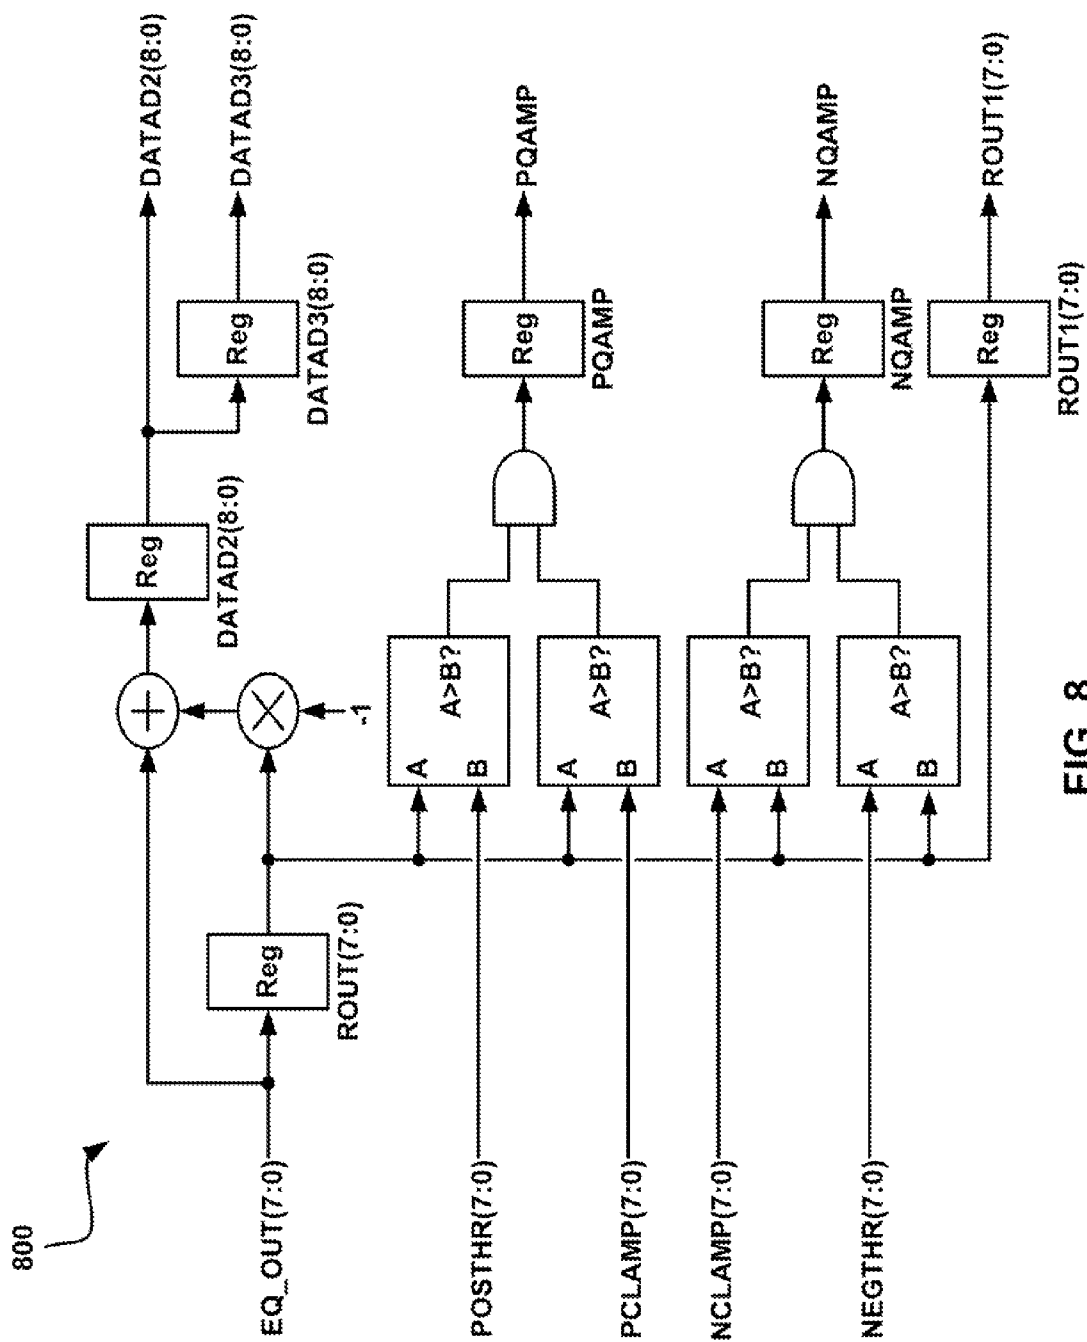 800
EQ_OUT(7:0)
POSTHR(7:0)
PCLAMP(7:0)
NCLAMP(7:0)
NEGTHR(7:0)
Reg
ROUT(7:0)
+
×
-1
A
B
A>B?
A
B
A>B?
A
B
A>B?
A
B
A>B?
Reg
DATAD2(8:0)
Reg
DATAD3(8:0)
Reg
PQAMP
Reg
NQAMP
Reg
ROUT1(7:0)
DATAD2(8:0)
DATAD3(8:0)
PQAMP
NQAMP
ROUT1(7:0)
FIG. 8